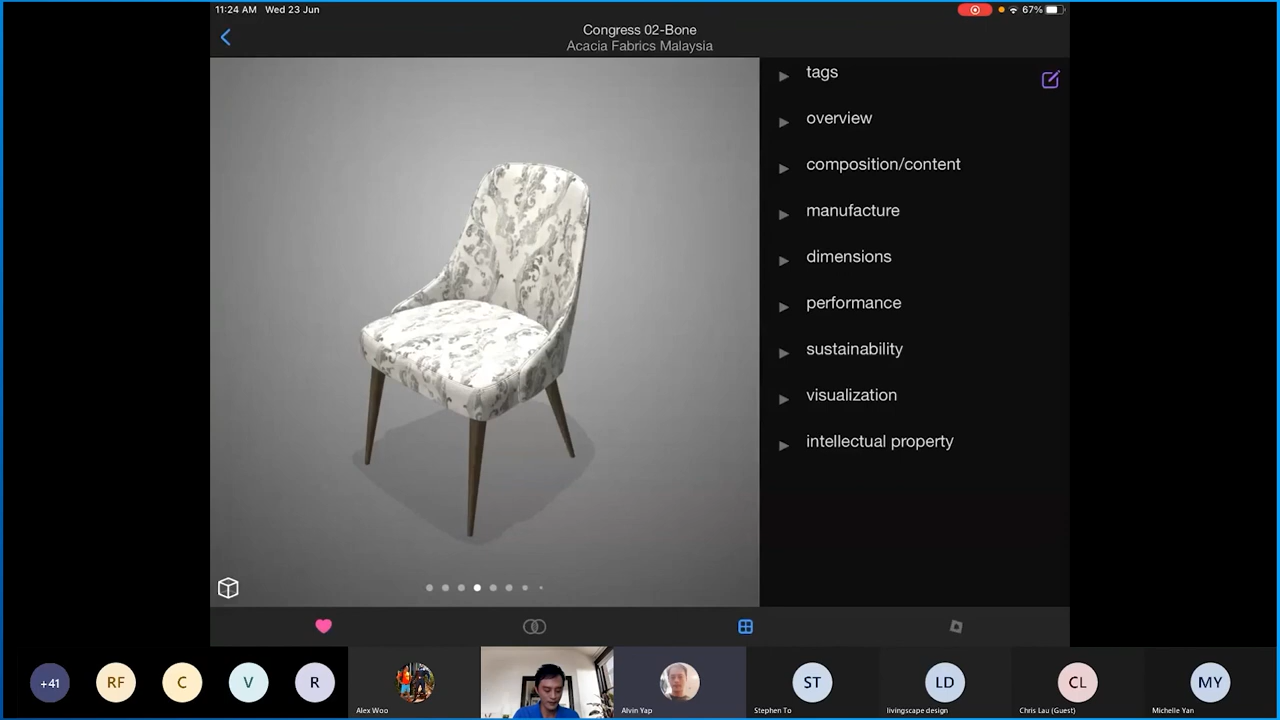 11:24 AM Wed 23 Jun
67%
Congress 02-Bone
Acacia Fabrics Malaysia
tags
overview
composition/content
manufacture
dimensions
performance
sustainability
visualization
intellectual property
+41
RF
C
V
R
Alex Woo
Alvin Yap
ST
Stephen To
LD
livingscape design
CL
Chris Lau (Guest)
MY
Michelle Yan